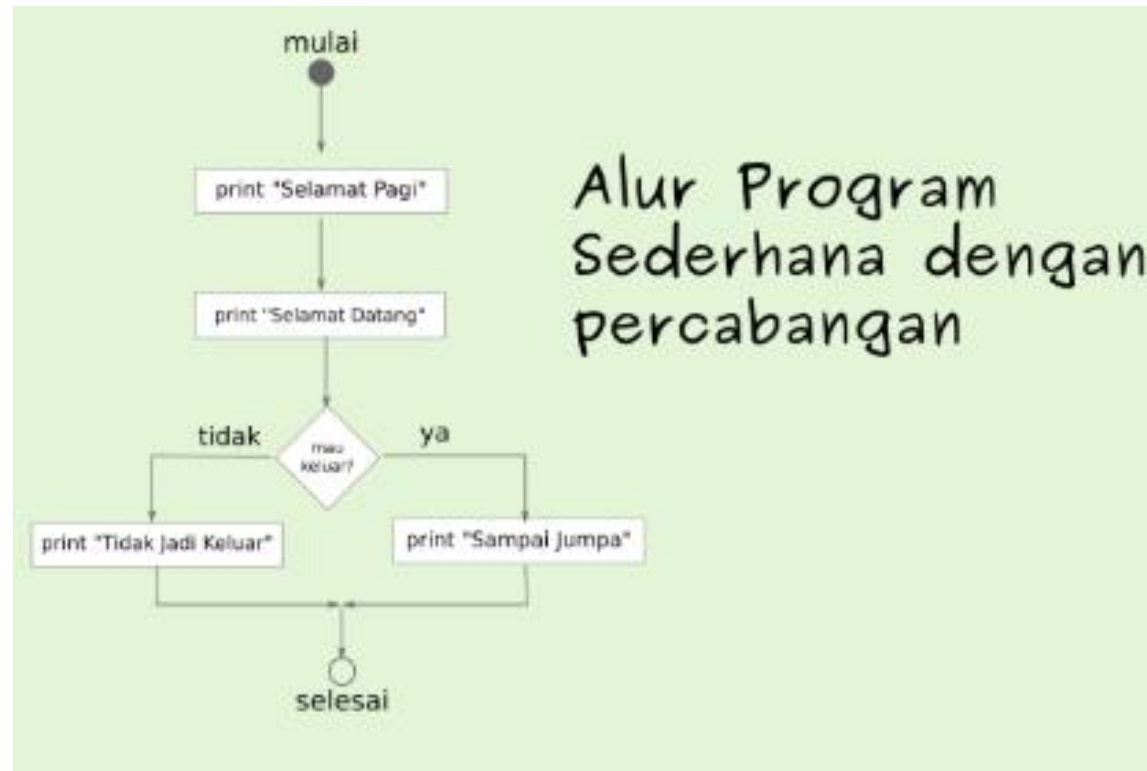 mulai
print "Selamat Pagi"
Alur Program
Sederhana dengan
percabangan
print "Selamat Datang"
tidak
ya
mau
keluar?
print "Tidak Jadi Keluar"
print "Sampai Jumpa"
selesai